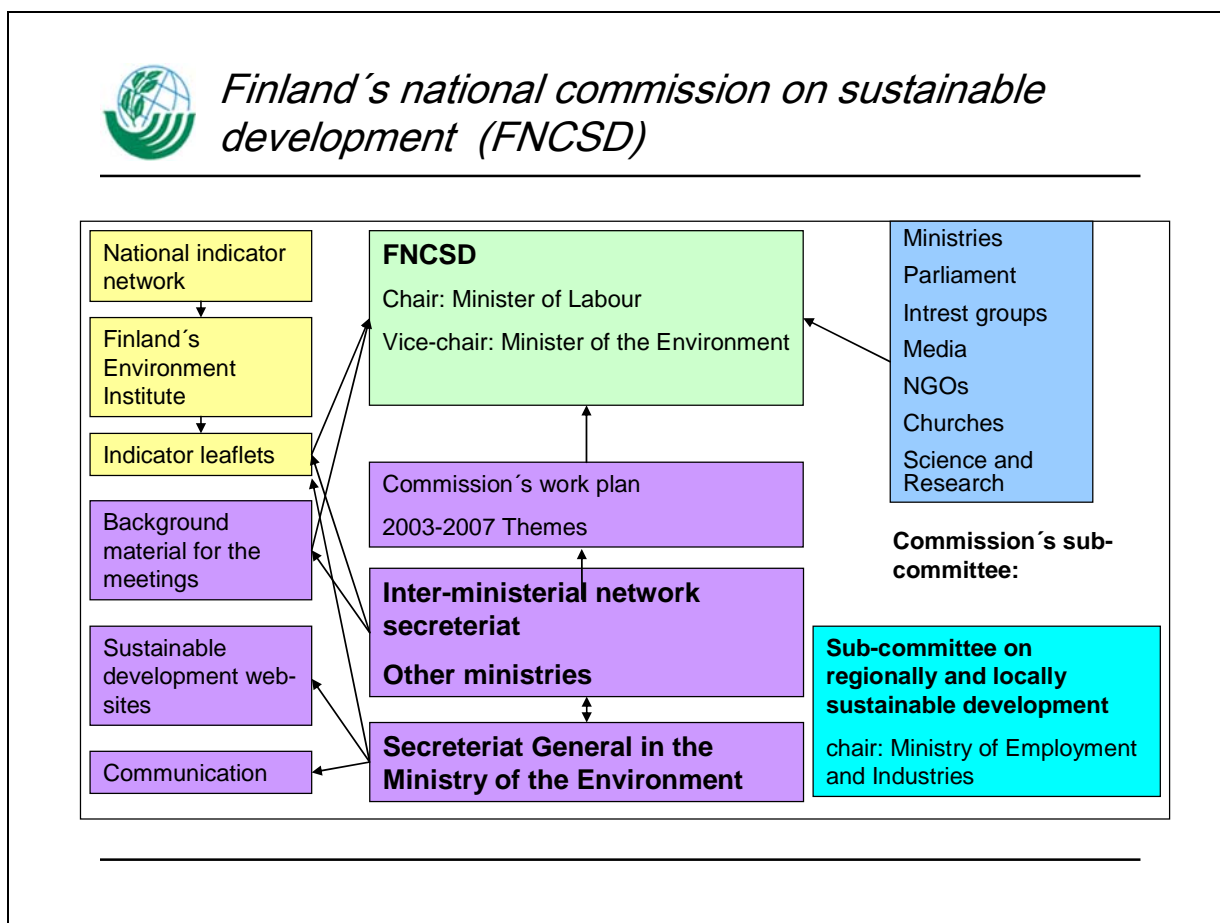 Finland´s national commission on sustainable
development (FNCSD)
National indicator
network
Finland´s
Environment
Institute
Indicator leaflets
Background
material for the
meetings
Sustainable
development web-
sites
Communication
FNCSD
Chair: Minister of Labour
Vice-chair: Minister of the Environment
Commission´s work plan
2003-2007 Themes
Inter-ministerial network
secreteriat
Other ministries
Secreteriat General in the
Ministry of the Environment
Ministries
Parliament
Intrest groups
Media
NGOs
Churches
Science and
Research
Commission´s sub-
committee:
Sub-committee on
regionally and locally
sustainable development
chair: Ministry of Employment
and Industries